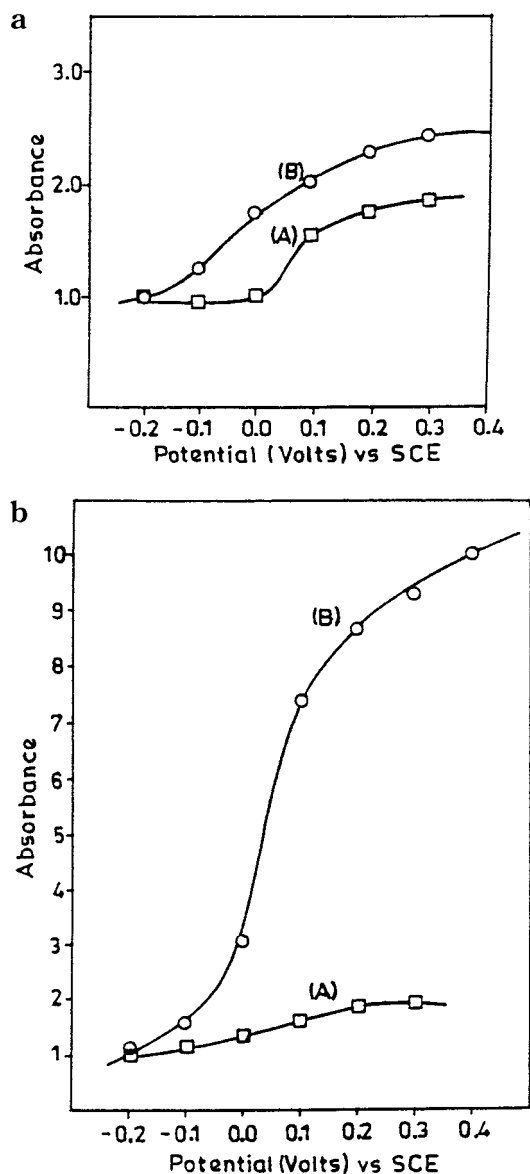 a
3.0
Absorbance
2.0
1.0
(B)
(A)
-0.2 -0.1 0.0 0.1 0.2 0.3 0.4
Potential (Volts) vs SCE
b
10
9
8
7
6
5
4
3
2
1
Absorbance
(B)
(A)
-0.2 -0.1 0.0 0.1 0.2 0.3 0.4
Potential (Volts) vs SCE